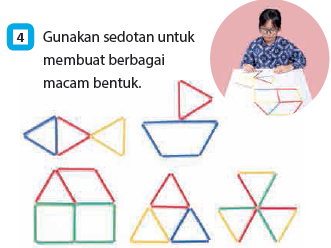 4 Gunakan sedotan untuk
membuat berbagai
macam bentuk.